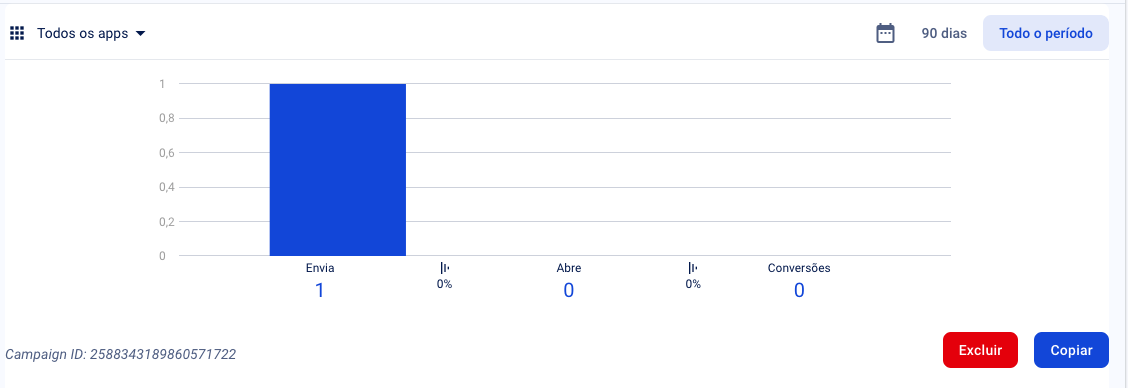 Todos os apps
90 dias
Todo o período
1
0,8
0,6
0,4
0,2
0
Envia
Abre
Conversões
1
0%
0
0%
0
Campaign ID: 2588343189860571722
Excluir
Copiar